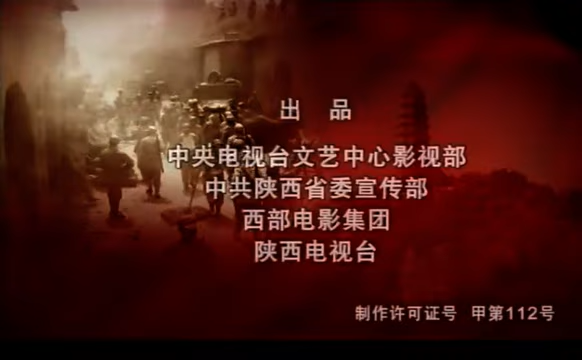 出 品
中央电视台文艺中心影视部
中共陕西省委宣传部
西部电影集团
陕西电视台
制作许可证号 甲第112号